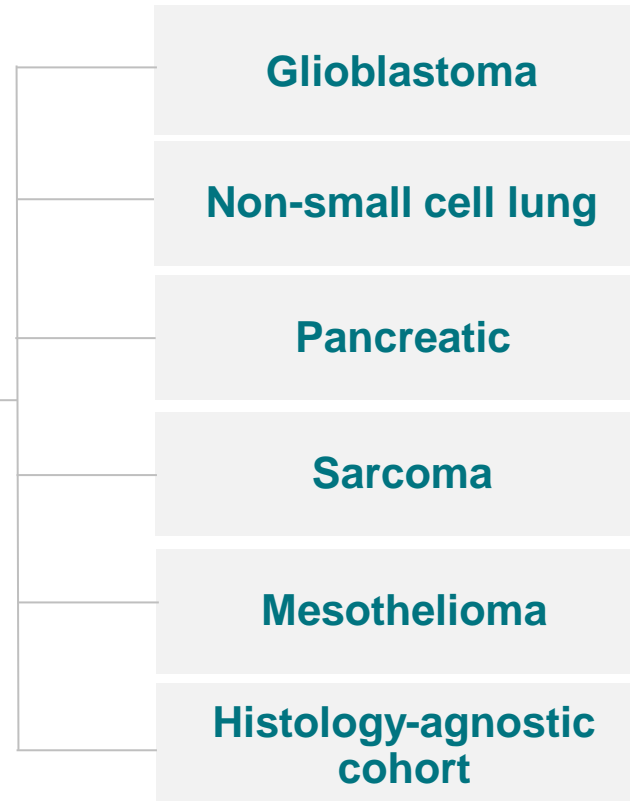 Glioblastoma
Non-small cell lung
Pancreatic
Sarcoma
Mesothelioma
Histology-agnostic
cohort